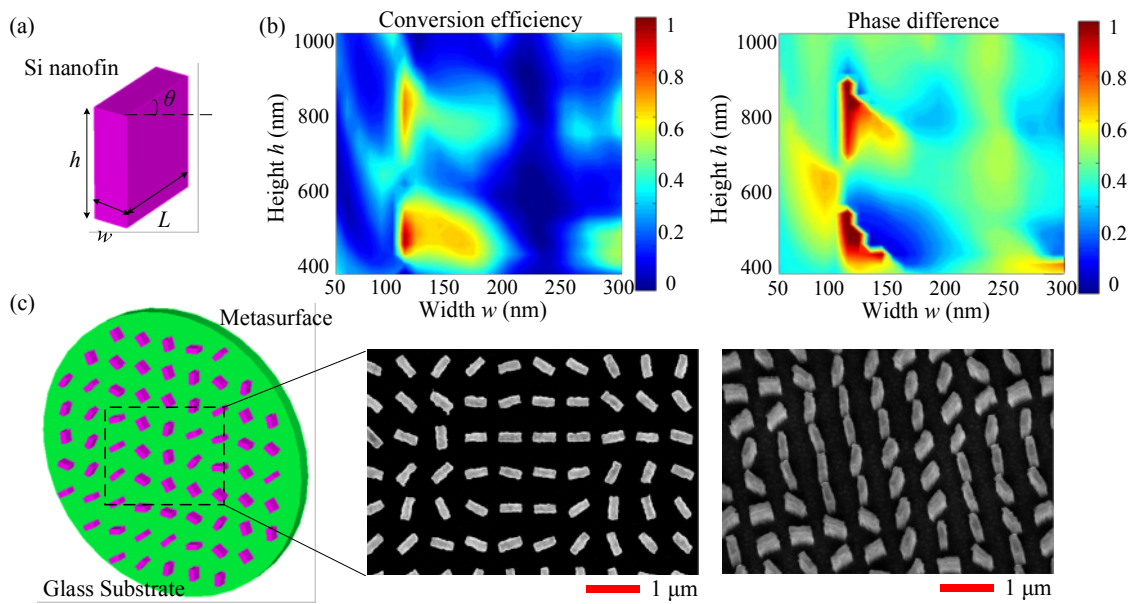 (a)
Si nanofin
θ
h
w
L
(b)
Conversion efficiency
Height h (nm)
1000
800
600
400
50 100 150 200 250 300
Width w (nm)
1
0.8
0.6
0.4
0.2
0
Phase difference
Height h (nm)
1000
800
600
400
50 100 150 200 250 300
Width w (nm)
1
0.8
0.6
0.4
0.2
0
(c)
Metasurface
Glass Substrate
1 μm
1 μm